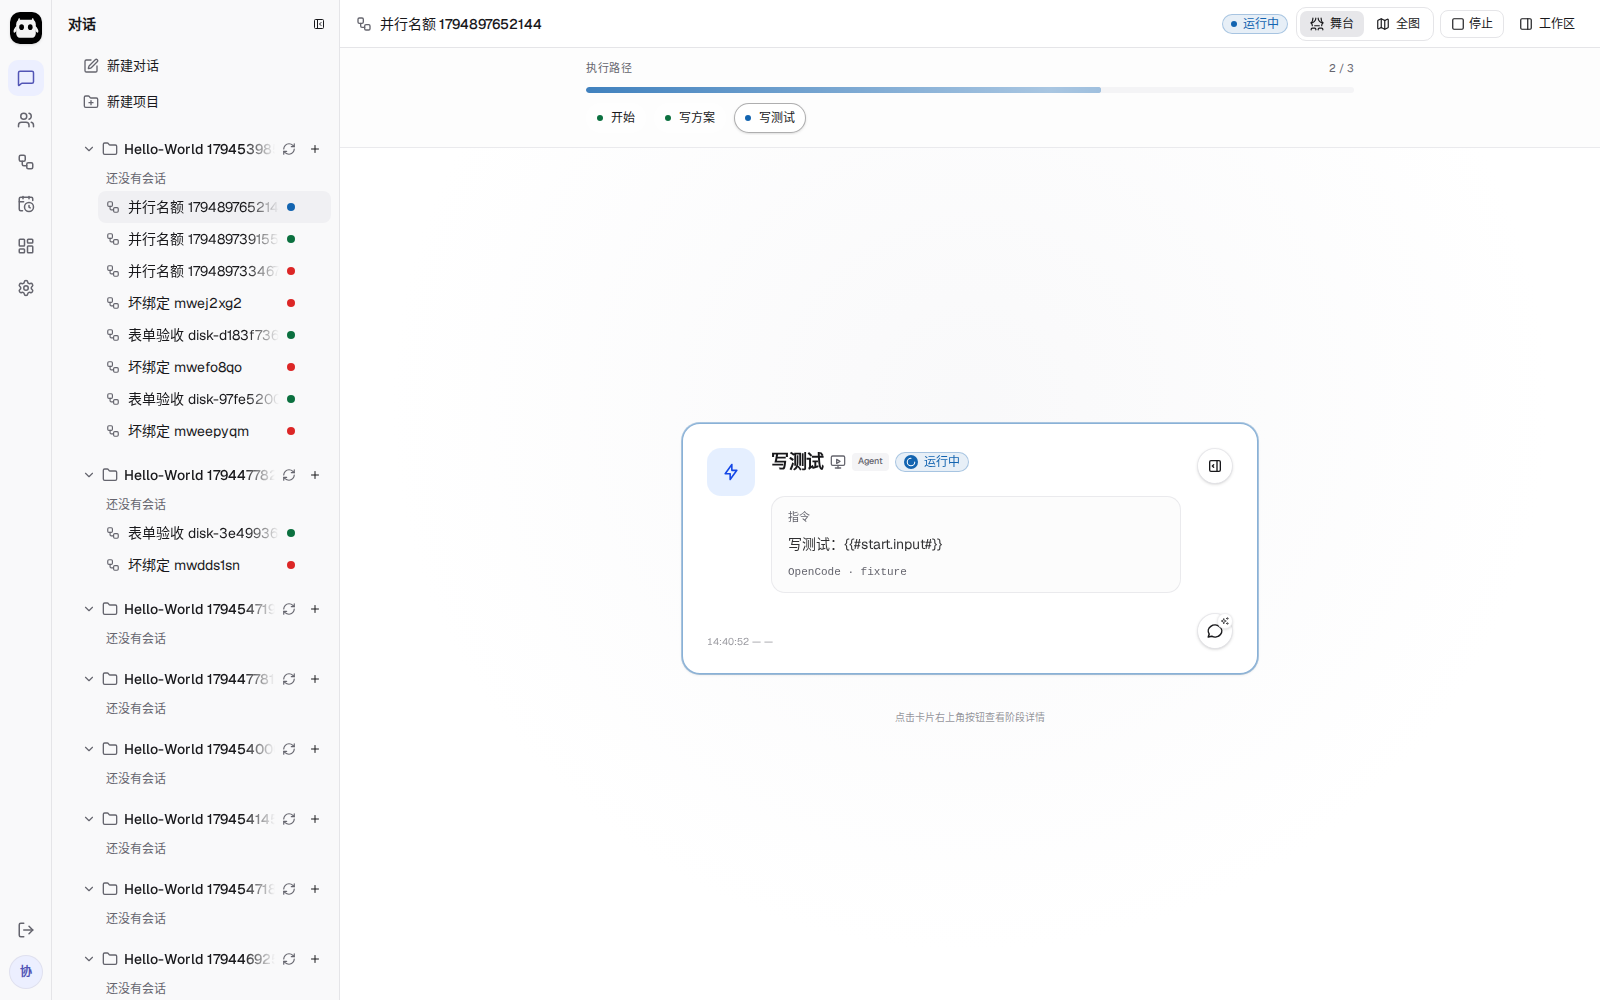 对话
新建对话
新建项目
Hello-World 17945398
还没有会话
并行名额 1794897652144
并行名额 179489739155
并行名额 179489733467
坏绑定 mwej2xg2
表单验收 disk-d183f736
坏绑定 mwefo8qo
表单验收 disk-97fe5200
坏绑定 mweepyqm
Hello-World 179447782
还没有会话
表单验收 disk-3e49936
坏绑定 mwdds1sn
Hello-World 179454719
还没有会话
Hello-World 179447781
还没有会话
Hello-World 17945400
还没有会话
Hello-World 179454145
还没有会话
Hello-World 179454718
还没有会话
Hello-World 179446925
还没有会话
协
并行名额 1794897652144
运行中
舞台
全图
停止
工作区
执行路径
2 / 3
开始
写方案
写测试
写测试
Agent
运行中
指令
写测试：{{#start.input#}}
OpenCode · fixture
14:40:52 — —
点击卡片右上角按钮查看阶段详情